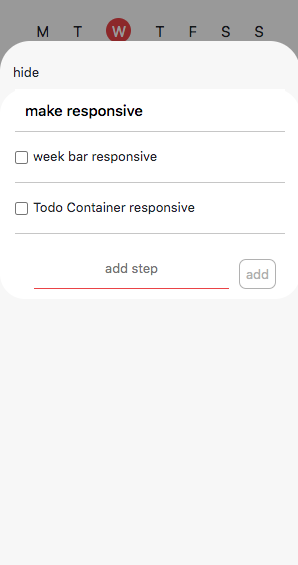 M T W T F S S
hide
make responsive
week bar responsive
Todo Container responsive
add step add